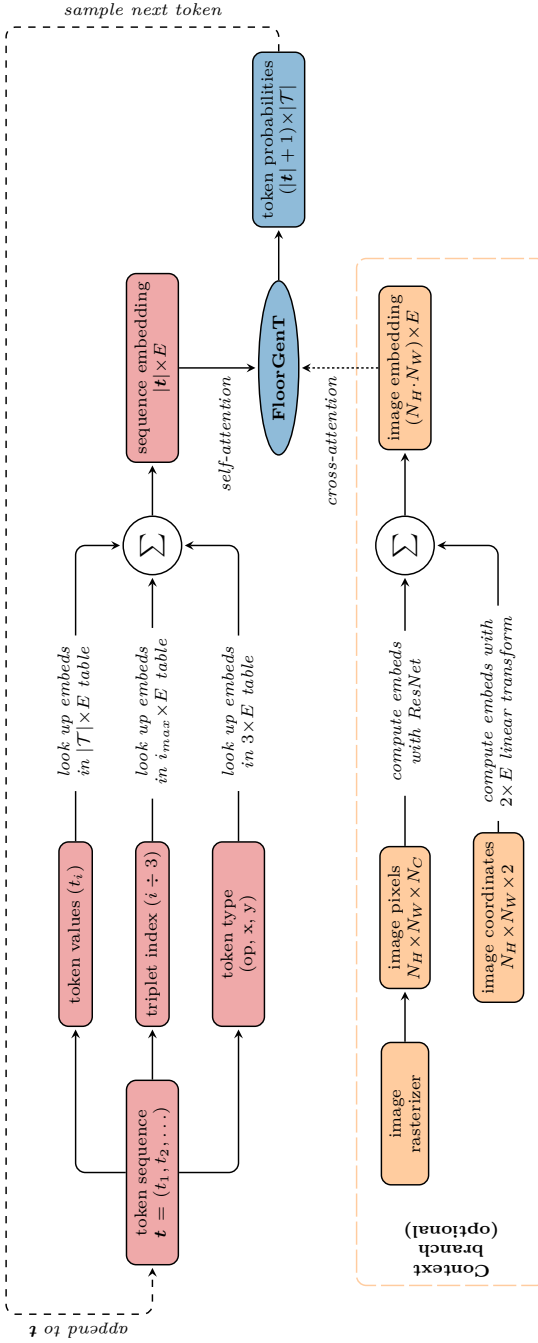 sample next token
append to t
token sequence
t = (t₁, t₂, …)
token values (tᵢ)
triplet index (i ÷ 3)
token type
(op, x, y)
look up embeds
in |𝒯|×E table
look up embeds
in i_max×E table
look up embeds
in 3×E table
Σ
sequence embedding
|t|×E
self-attention
FloorGenT
token probabilities
(|t| + 1)×|𝒯|
cross-attention
Context
branch
(optional)
image
rasterizer
image pixels
N_H×N_W×N_C
image coordinates
N_H×N_W×2
compute embeds
with ResNet
compute embeds with
2×E linear transform
Σ
image embedding
(N_H·N_W)×E